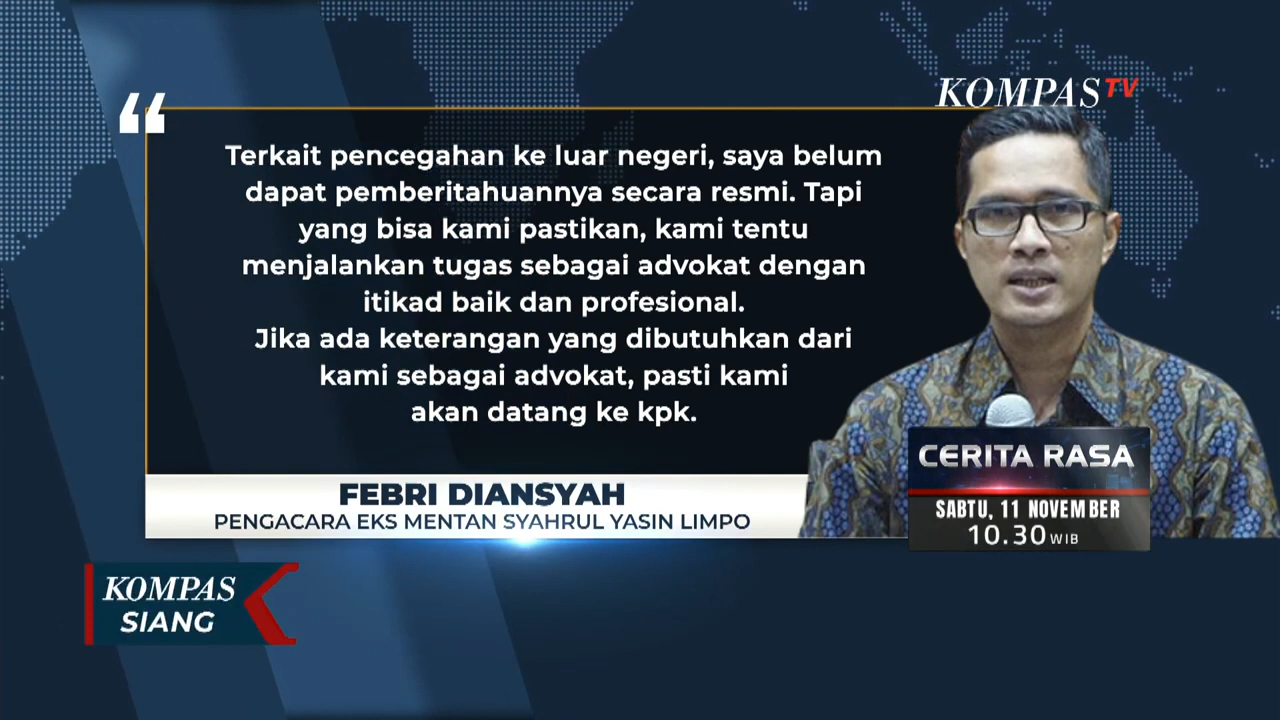 KOMPAS TV
“
Terkait pencegahan ke luar negeri, saya belum
dapat pemberitahuannya secara resmi. Tapi
yang bisa kami pastikan, kami tentu
menjalankan tugas sebagai advokat dengan
itikad baik dan profesional.
Jika ada keterangan yang dibutuhkan dari
kami sebagai advokat, pasti kami
akan datang ke kpk.
FEBRI DIANSYAH
PENGACARA EKS MENTAN SYAHRUL YASIN LIMPO
CERITA RASA
SABTU, 11 NOVEMBER
10.30 WIB
KOMPAS
SIANG